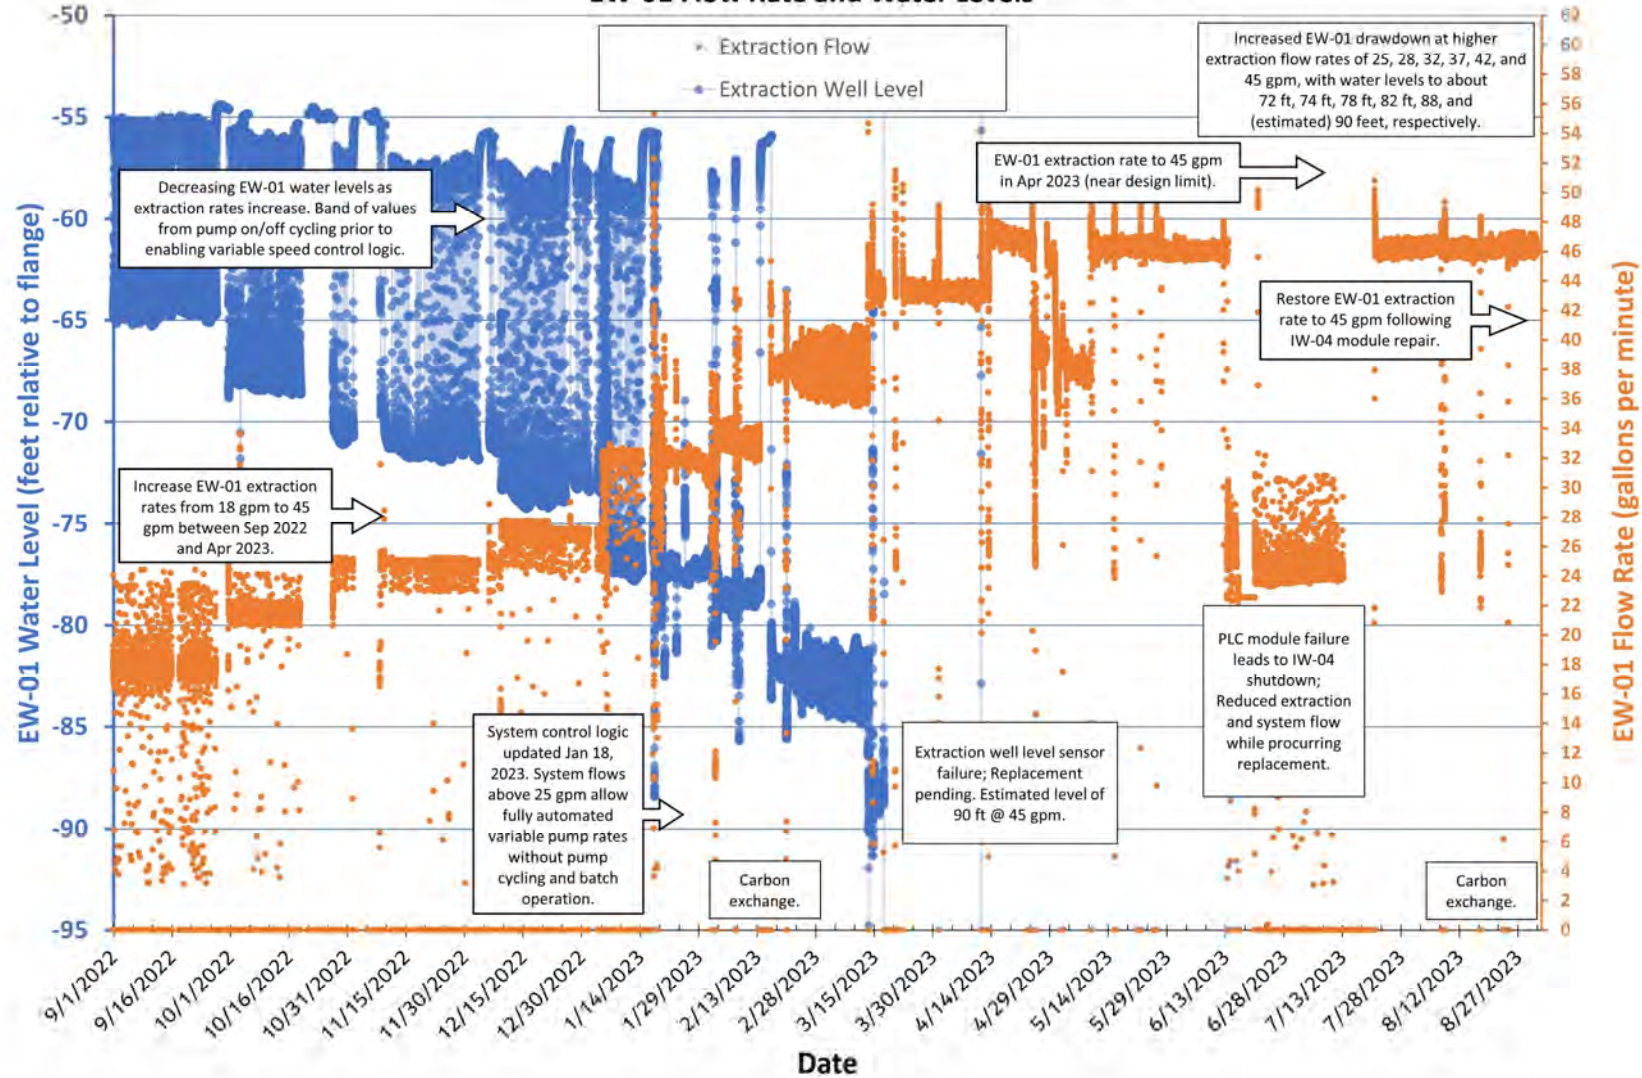 EW-01 Flow Rate and Water Levels
Extraction Flow
Extraction Well Level
EW-01 Water Level (feet relative to flange)
-50
-55
-60
-65
-70
-75
-80
-85
-90
-95
Decreasing EW-01 water levels as
extraction rates increase. Band of values
from pump on/off cycling prior to
enabling variable speed control logic.
Increase EW-01 extraction
rates from 18 gpm to 45
gpm between Sep 2022
and Apr 2023.
System control logic
updated Jan 18,
2023. System flows
above 25 gpm allow
fully automated
variable pump rates
without pump
cycling and batch
operation.
Carbon
exchange.
Extraction well level sensor
failure; Replacement
pending. Estimated level of
90 ft @ 45 gpm.
EW-01 extraction rate to 45 gpm
in Apr 2023 (near design limit).
Increased EW-01 drawdown at higher
extraction flow rates of 25, 28, 32, 37, 42, and
45 gpm, with water levels to about
72 ft, 74 ft, 78 ft, 82 ft, 88, and
(estimated) 90 feet, respectively.
Restore EW-01 extraction
rate to 45 gpm following
IW-04 module repair.
PLC module failure
leads to IW-04
shutdown;
Reduced extraction
and system flow
while procurring
replacement.
Carbon
exchange.
60
58
56
54
52
50
48
46
44
42
40
38
36
34
32
30
28
26
24
22
20
18
16
14
12
10
8
6
4
2
0
EW-01 Flow Rate (gallons per minute)
9/1/2022
9/16/2022
10/1/2022
10/16/2022
10/31/2022
11/15/2022
11/30/2022
12/15/2022
12/30/2022
1/14/2023
1/29/2023
2/13/2023
2/28/2023
3/15/2023
3/30/2023
4/14/2023
4/29/2023
5/14/2023
5/29/2023
6/13/2023
6/28/2023
7/13/2023
7/28/2023
8/12/2023
8/27/2023
Date